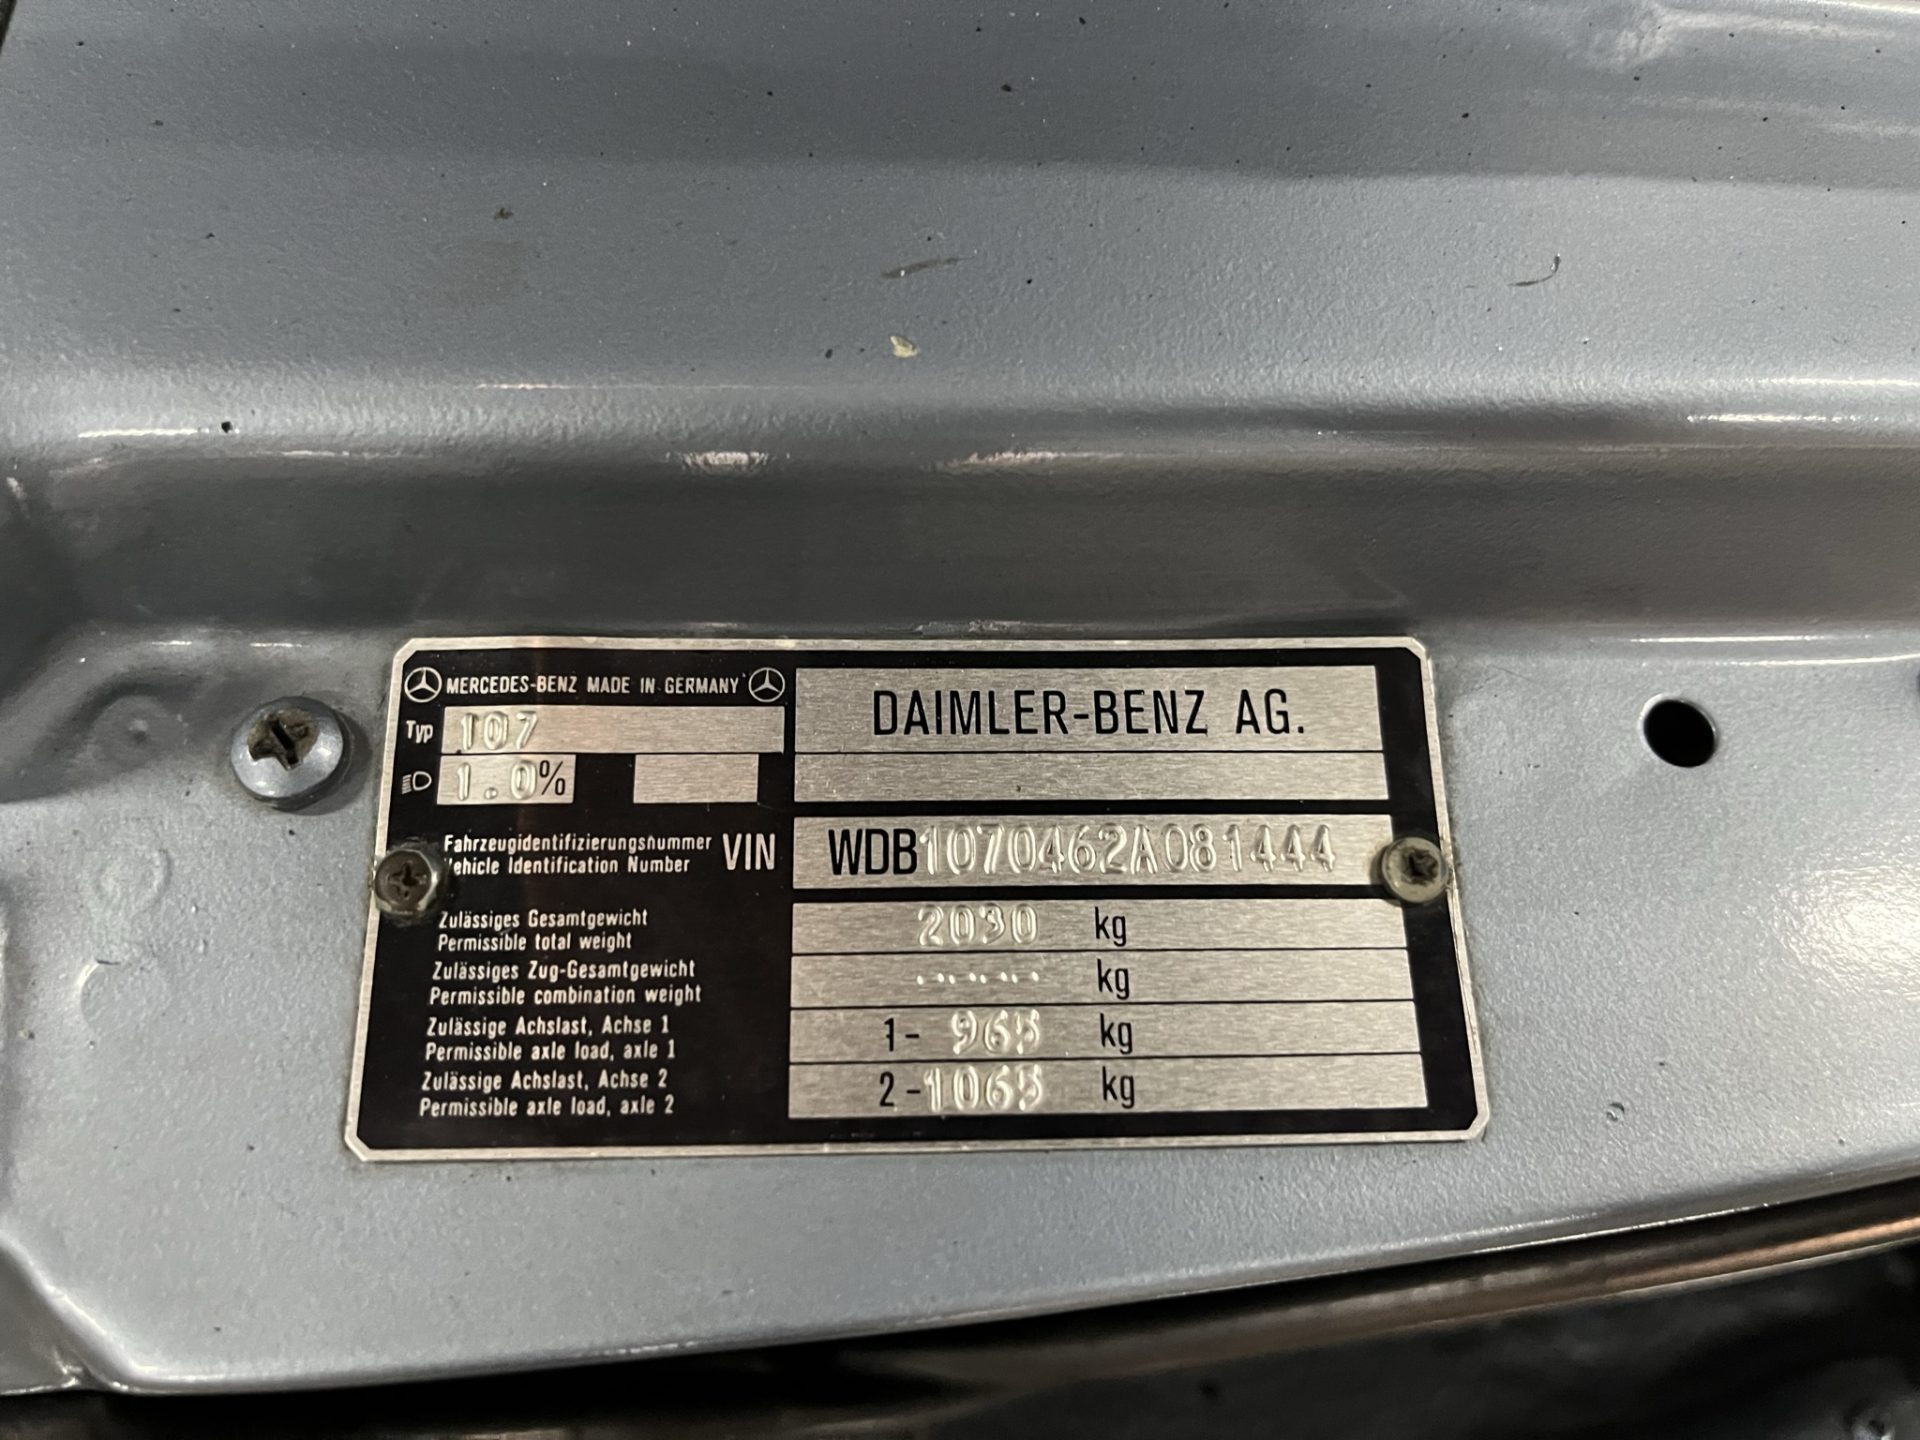 MERCEDES-BENZ MADE IN GERMANY
Typ 107
1.0%
DAIMLER-BENZ AG.
Fahrzeugidentifizierungsnummer
Vehicle Identification Number
VIN WDB1070462A081444
Zulässiges Gesamtgewicht
Permissible total weight
2030 kg
Zulässiges Zug-Gesamtgewicht
Permissible combination weight
kg
Zulässige Achslast, Achse 1
Permissible axle load, axle 1
1- 965 kg
Zulässige Achslast, Achse 2
Permissible axle load, axle 2
2-1065 kg